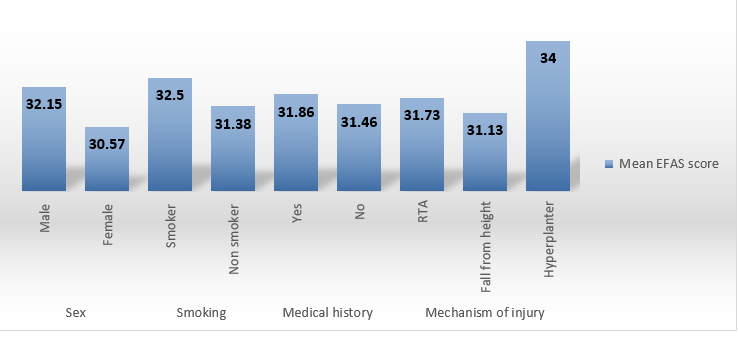 32.15
30.57
32.5
31.38
31.86
31.46
31.73
31.13
34
Mean EFAS score
Male
Female
Smoker
Non smoker
Yes
No
RTA
Fall from height
Hyperplanter
Sex
Smoking
Medical history
Mechanism of injury